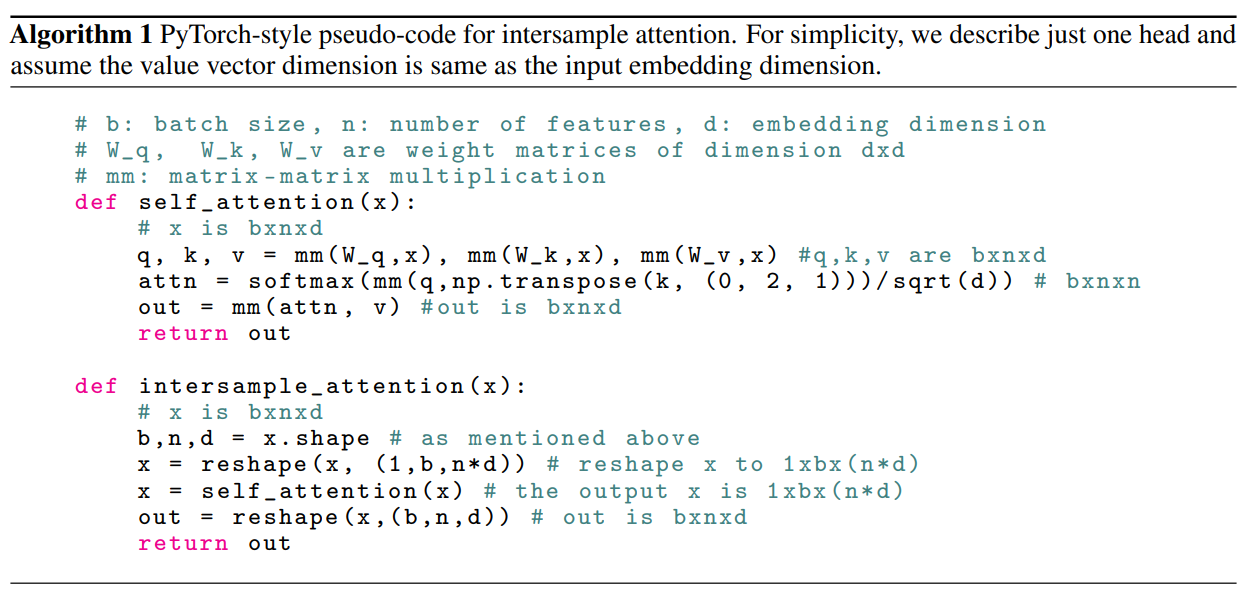 Algorithm 1 PyTorch-style pseudo-code for intersample attention. For simplicity, we describe just one head and
assume the value vector dimension is same as the input embedding dimension.
# b: batch size, n: number of features, d: embedding dimension
# W_q, W_k, W_v are weight matrices of dimension dxd
# mm: matrix-matrix multiplication
def self_attention(x):
    # x is bxnxd
    q, k, v = mm(W_q,x), mm(W_k,x), mm(W_v,x) #q,k,v are bxnxd
    attn = softmax(mm(q,np.transpose(k, (0, 2, 1)))/sqrt(d)) # bxnxn
    out = mm(attn, v) #out is bxnxd
    return out
def intersample_attention(x):
    # x is bxnxd
    b,n,d = x.shape # as mentioned above
    x = reshape(x, (1,b,n*d)) # reshape x to 1xbx(n*d)
    x = self_attention(x) # the output x is 1xbx(n*d)
    out = reshape(x,(b,n,d)) # out is bxnxd
    return out